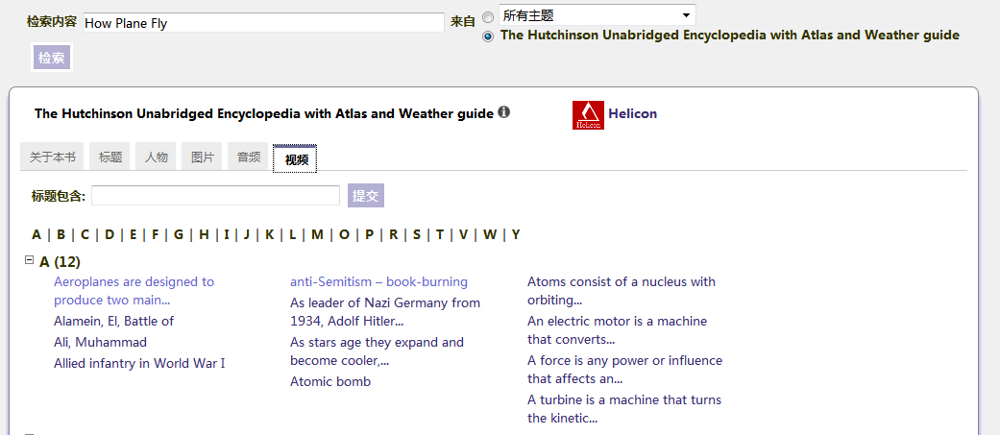 检索内容 How Plane Fly 来自 所有主题
The Hutchinson Unabridged Encyclopedia with Atlas and Weather guide
检索
The Hutchinson Unabridged Encyclopedia with Atlas and Weather guide Helicon Helicon
关于本书 标题 人物 图片 音频 视频
标题包含: 提交
A | B | C | D | E | F | G | H | I | J | K | L | M | O | P | R | S | T | V | W | Y
A (12)
Aeroplanes are designed to
produce two main...
Alamein, El, Battle of
Ali, Muhammad
Allied infantry in World War I
anti-Semitism – book-burning
As leader of Nazi Germany from
1934, Adolf Hitler...
As stars age they expand and
become cooler,...
Atomic bomb
Atoms consist of a nucleus with
orbiting...
An electric motor is a machine
that converts...
A force is any power or influence
that affects an...
A turbine is a machine that turns
the kinetic...